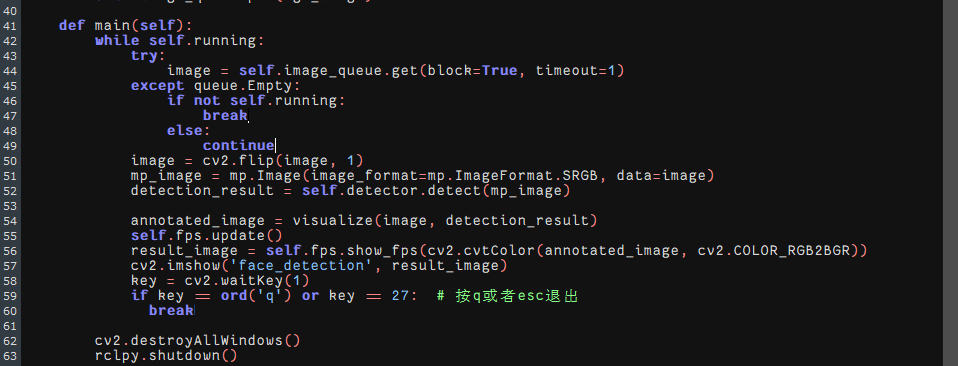 40
41 def main(self):
42 while self.running:
43 try:
44 image = self.image_queue.get(block=True, timeout=1)
45 except queue.Empty:
46 if not self.running:
47 break
48 else:
49 continue
50 image = cv2.flip(image, 1)
51 mp_image = mp.Image(image_format=mp.ImageFormat.SRGB, data=image)
52 detection_result = self.detector.detect(mp_image)
53
54 annotated_image = visualize(image, detection_result)
55 self.fps.update()
56 result_image = self.fps.show_fps(cv2.cvtColor(annotated_image, cv2.COLOR_RGB2BGR))
57 cv2.imshow('face_detection', result_image)
58 key = cv2.waitKey(1)
59 if key == ord('q') or key == 27: # 按q或者esc退出
60 break
61
62 cv2.destroyAllWindows()
63 rclpy.shutdown()